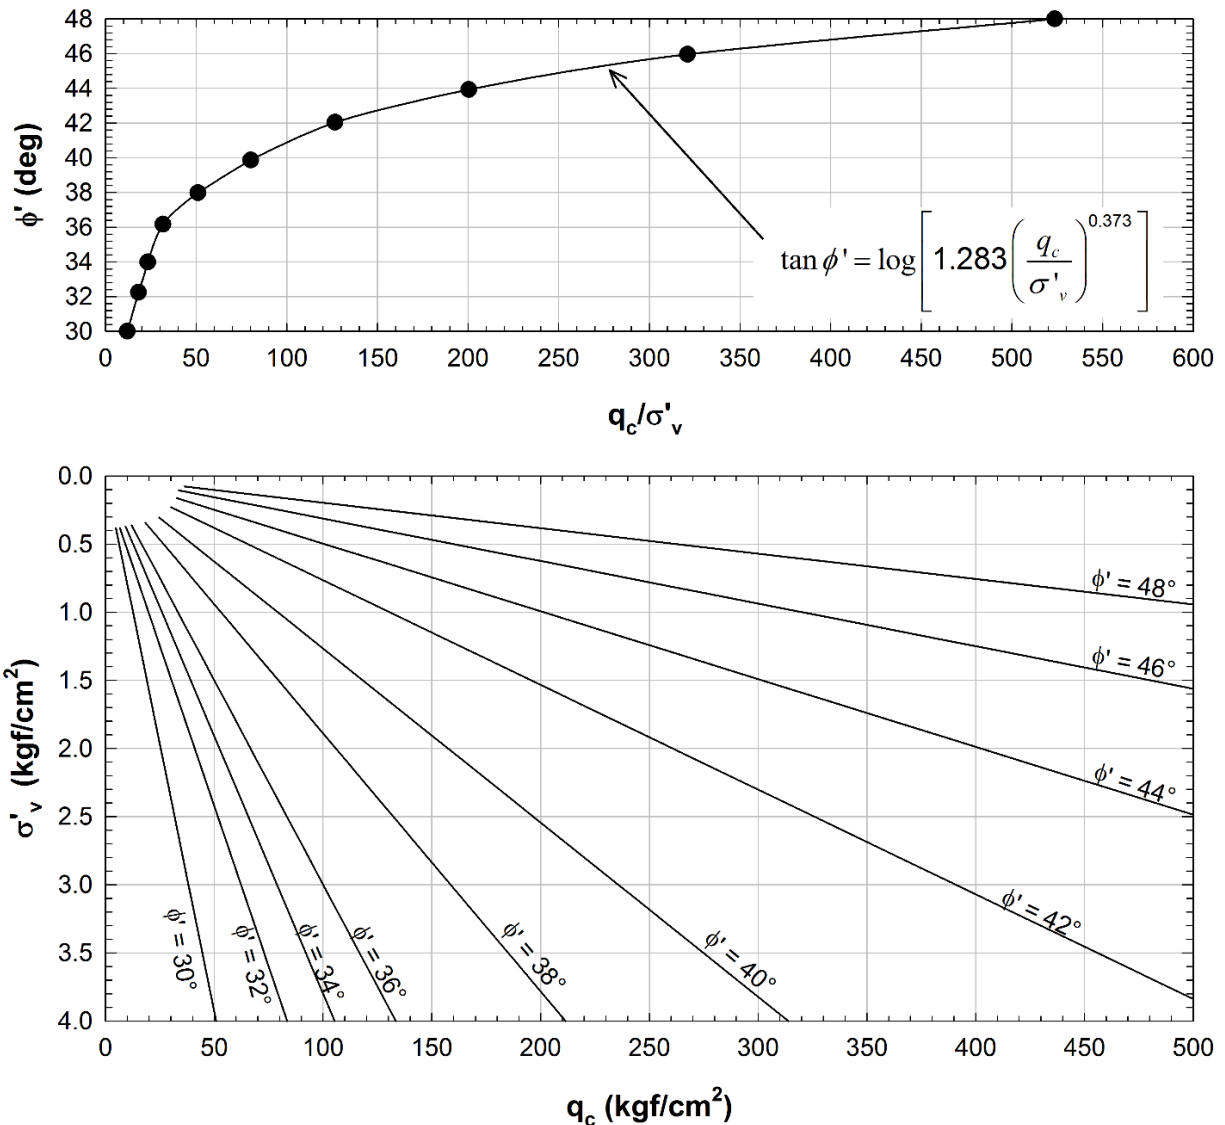 48
46
44
42
40
38
36
34
32
30
ϕ' (deg)
tan ϕ' = log[1.283(q_c/σ'_v)^0.373]
0 50 100 150 200 250 300 350 400 450 500 550 600
q_c/σ'_v
0.0
0.5
1.0
1.5
2.0
2.5
3.0
3.5
4.0
σ'_v (kgf/cm²)
ϕ' = 48°
ϕ' = 46°
ϕ' = 44°
ϕ' = 42°
ϕ' = 40°
ϕ' = 38°
ϕ' = 36°
ϕ' = 34°
ϕ' = 32°
ϕ' = 30°
0 50 100 150 200 250 300 350 400 450 500
q_c (kgf/cm²)